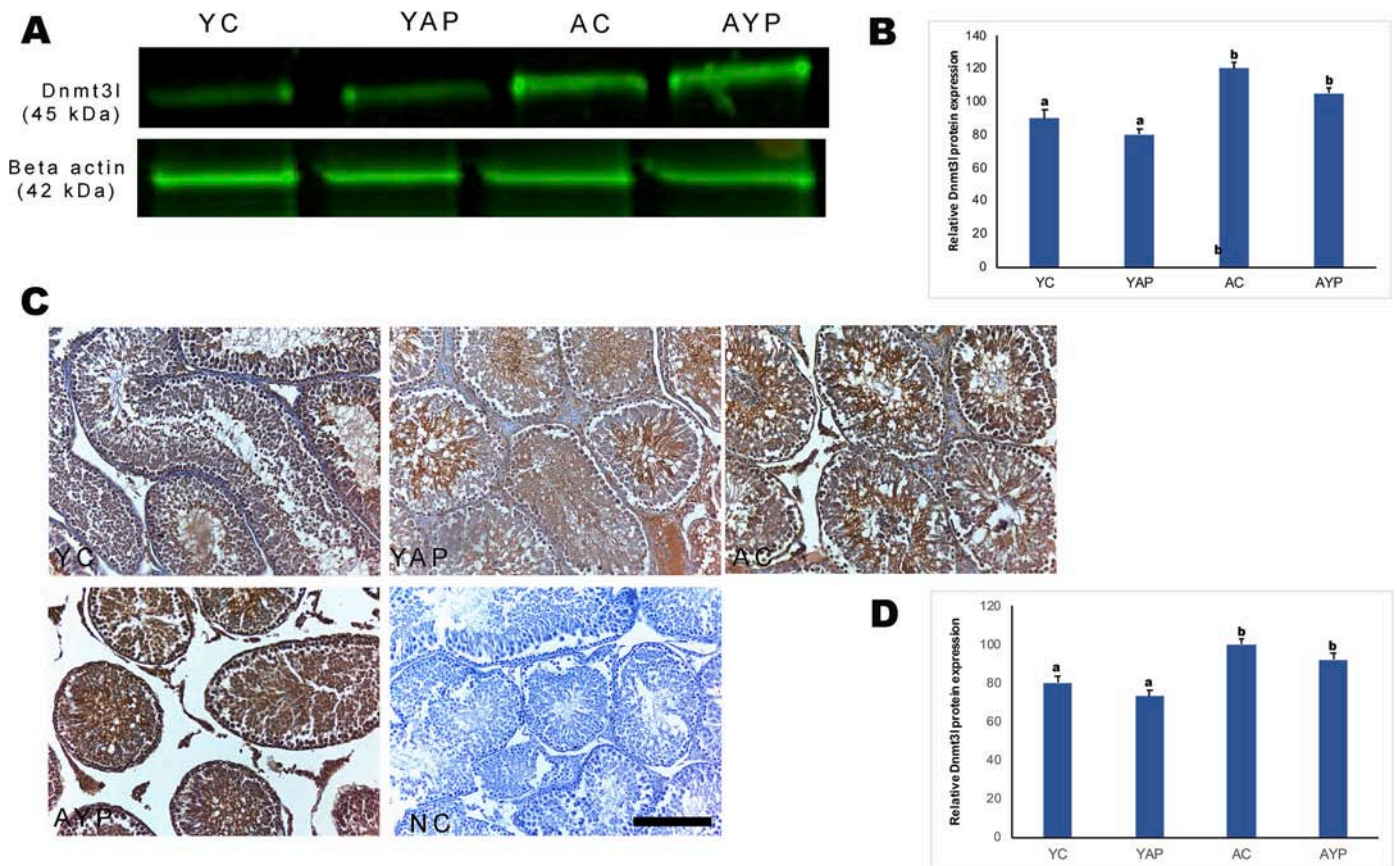 A
YC YAP AC AYP
Dnmt3l
(45 kDa)
Beta actin
(42 kDa)
B
Relative Dnmt3l protein expression
140
120
100
80
60
40
20
0
a
a
b
b
b
YC YAP AC AYP
C
YC
YAP
AC
AYP
NC
D
Relative Dnmt3l protein expression
120
100
80
60
40
20
0
a
a
b
b
YC YAP AC AYP